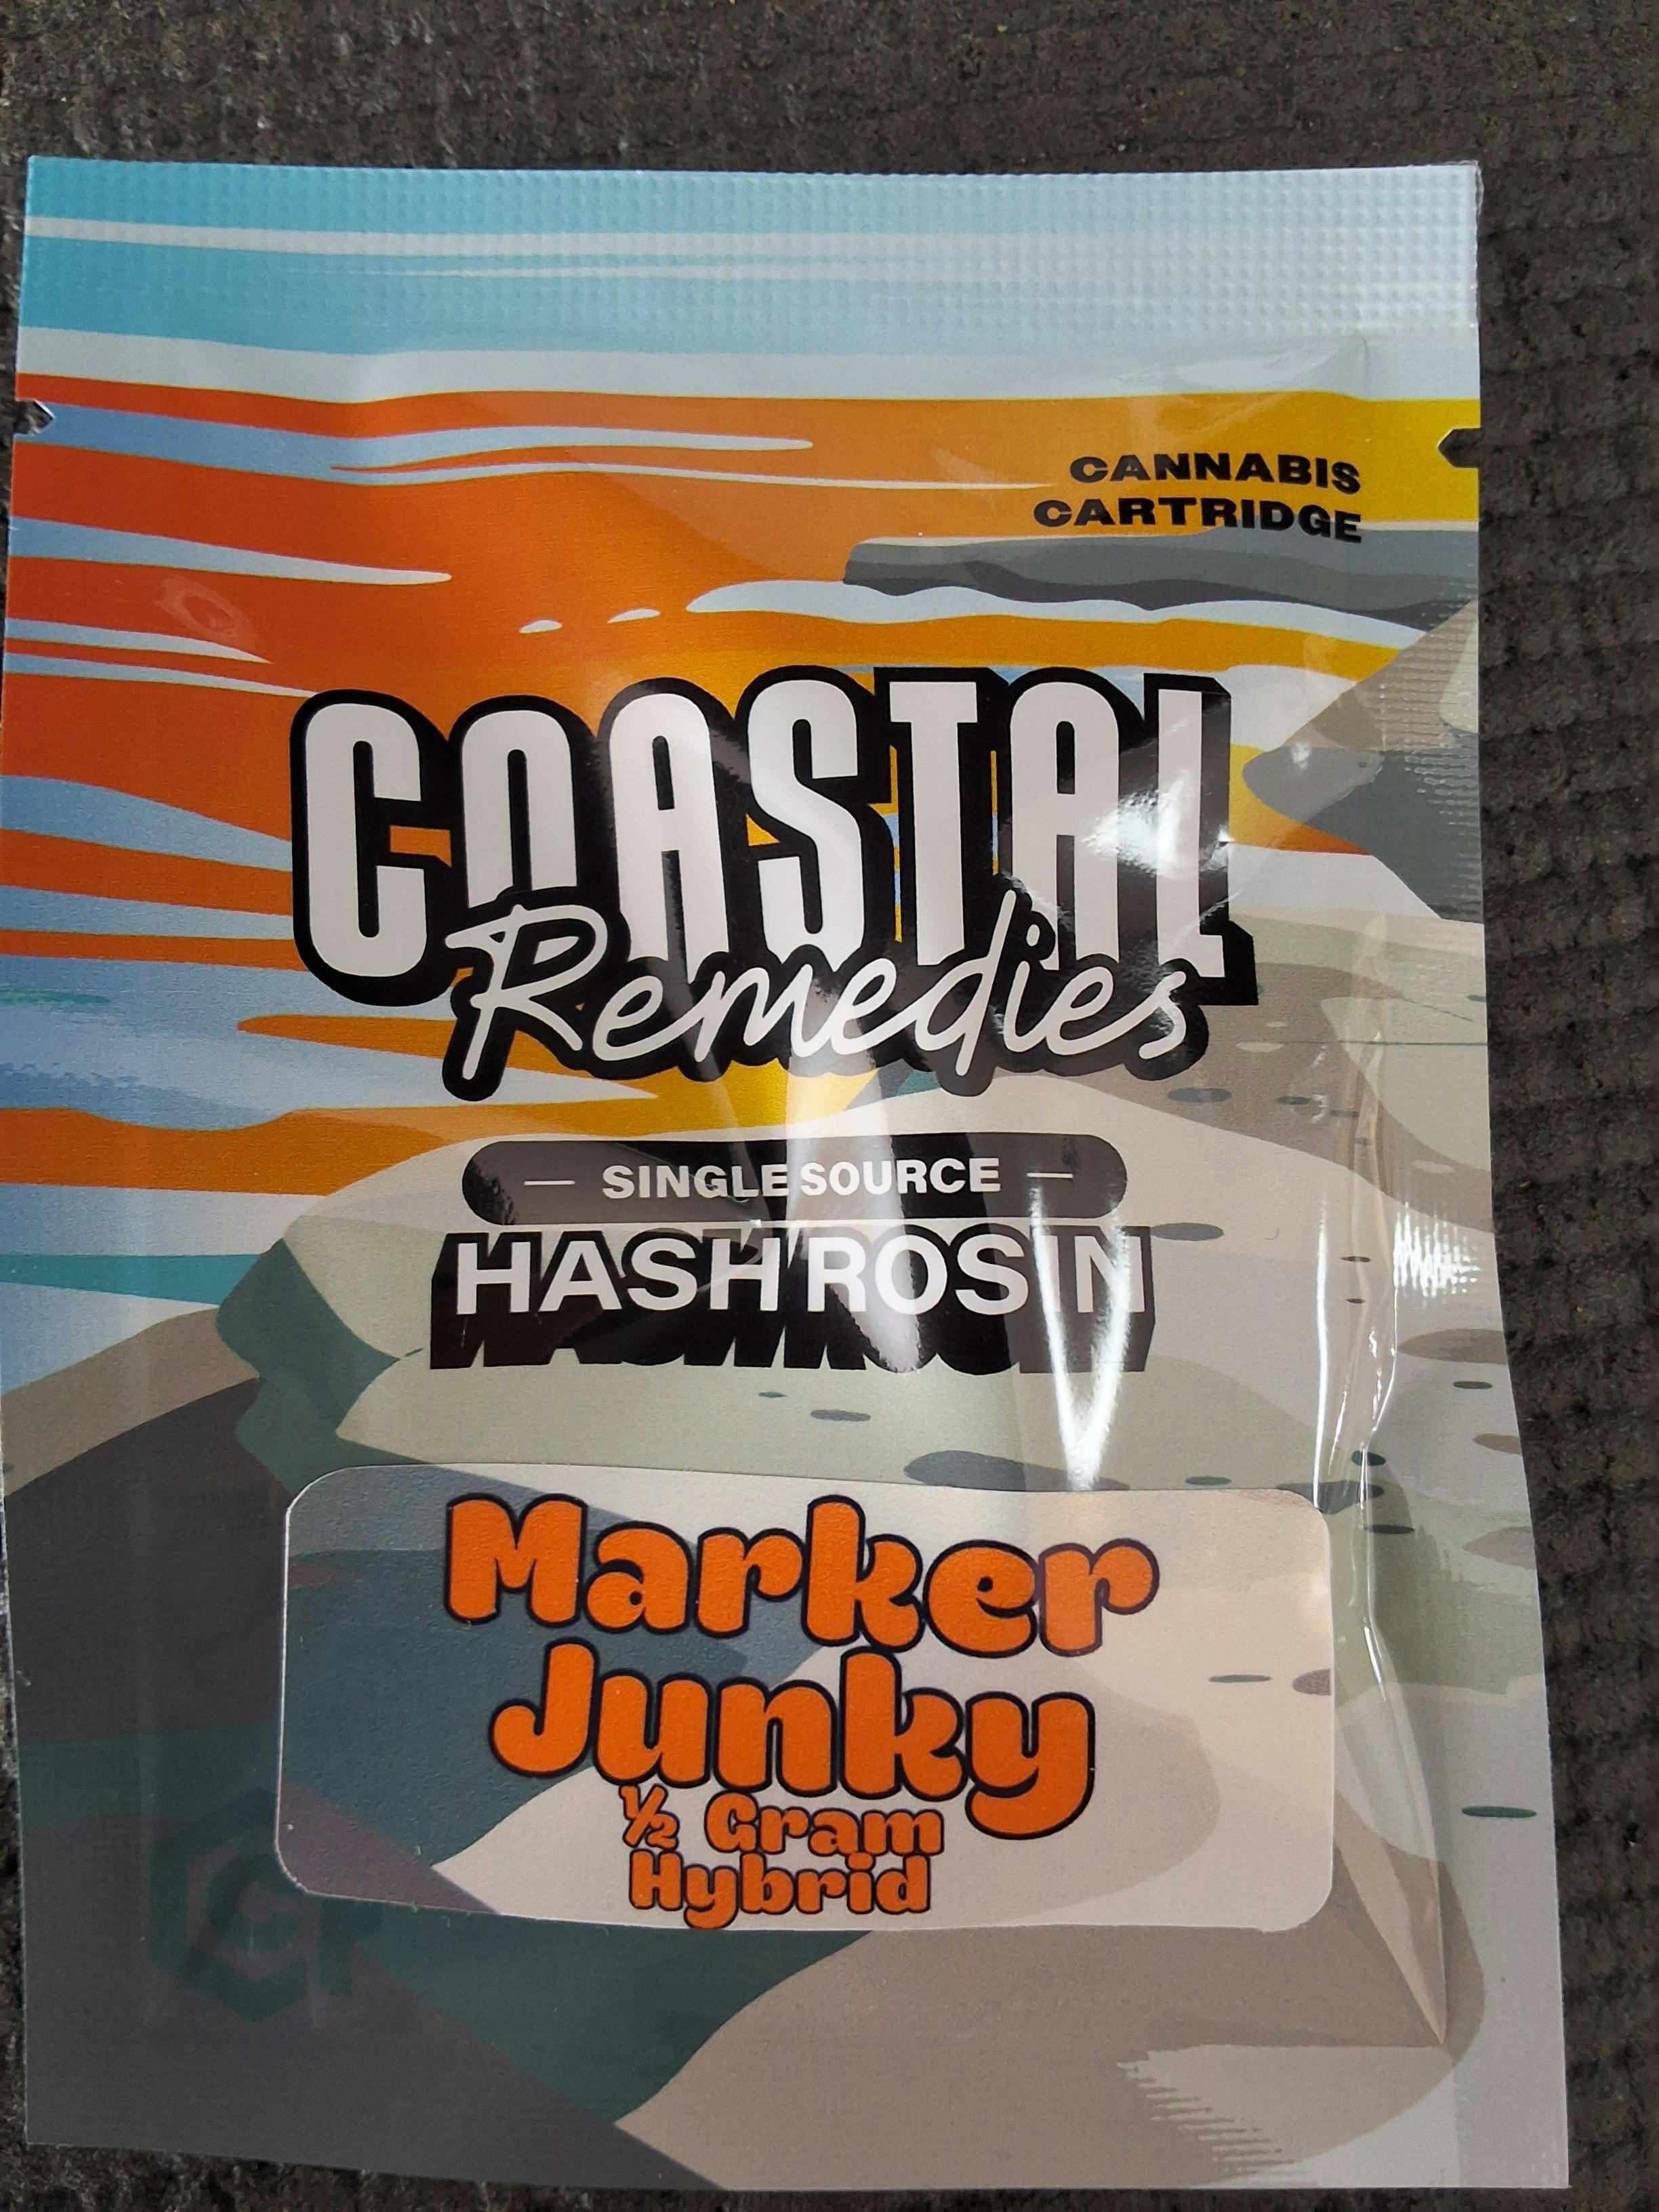 CANNABIS
CARTRIDGE
COASTAL
Remedies
— SINGLE SOURCE —
HASH ROSIN
Marker
Junky
½ Gram
Hybrid